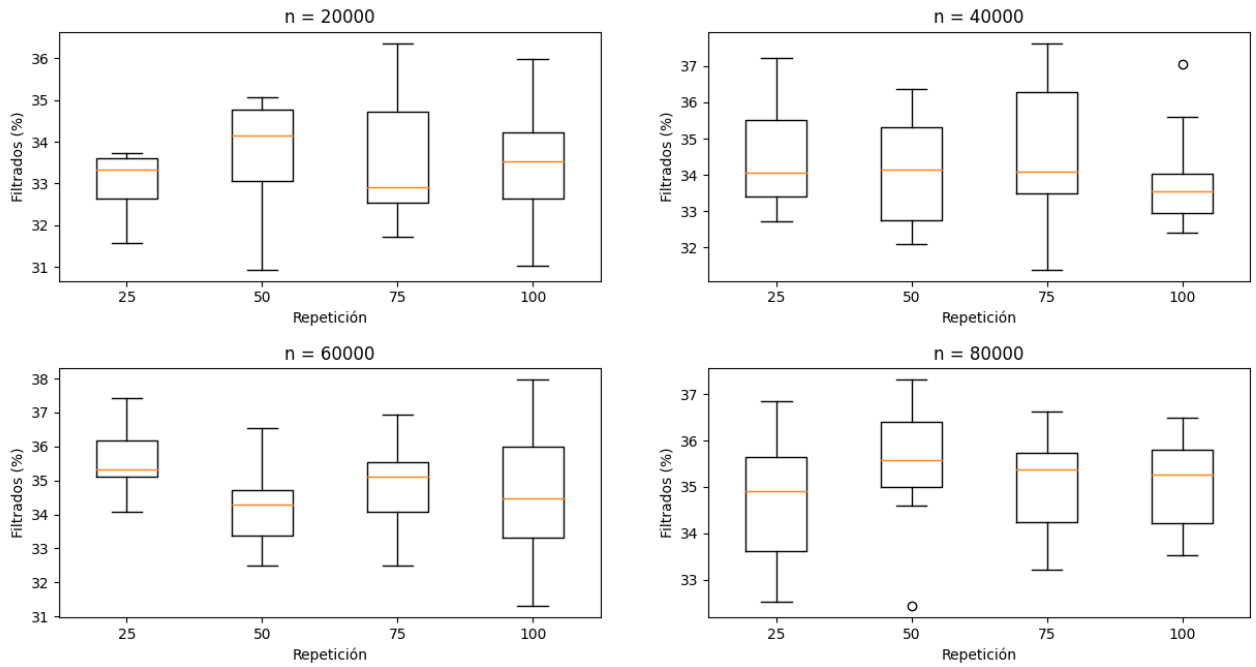 n = 20000
36
35
34
33
32
31
Filtrados (%)
25 50 75 100
Repetición
n = 40000
37
36
35
34
33
32
Filtrados (%)
25 50 75 100
Repetición
n = 60000
38
37
36
35
34
33
32
31
Filtrados (%)
25 50 75 100
Repetición
n = 80000
37
36
35
34
33
Filtrados (%)
25 50 75 100
Repetición